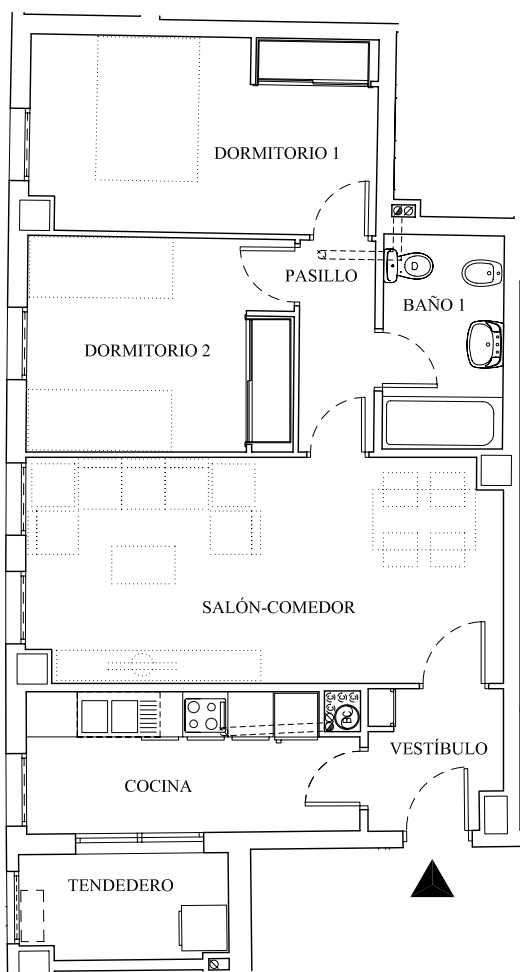 DORMITORIO 1
PASILLO
BAÑO 1
DORMITORIO 2
SALÓN-COMEDOR
VESTÍBULO
COCINA
TENDEDERO